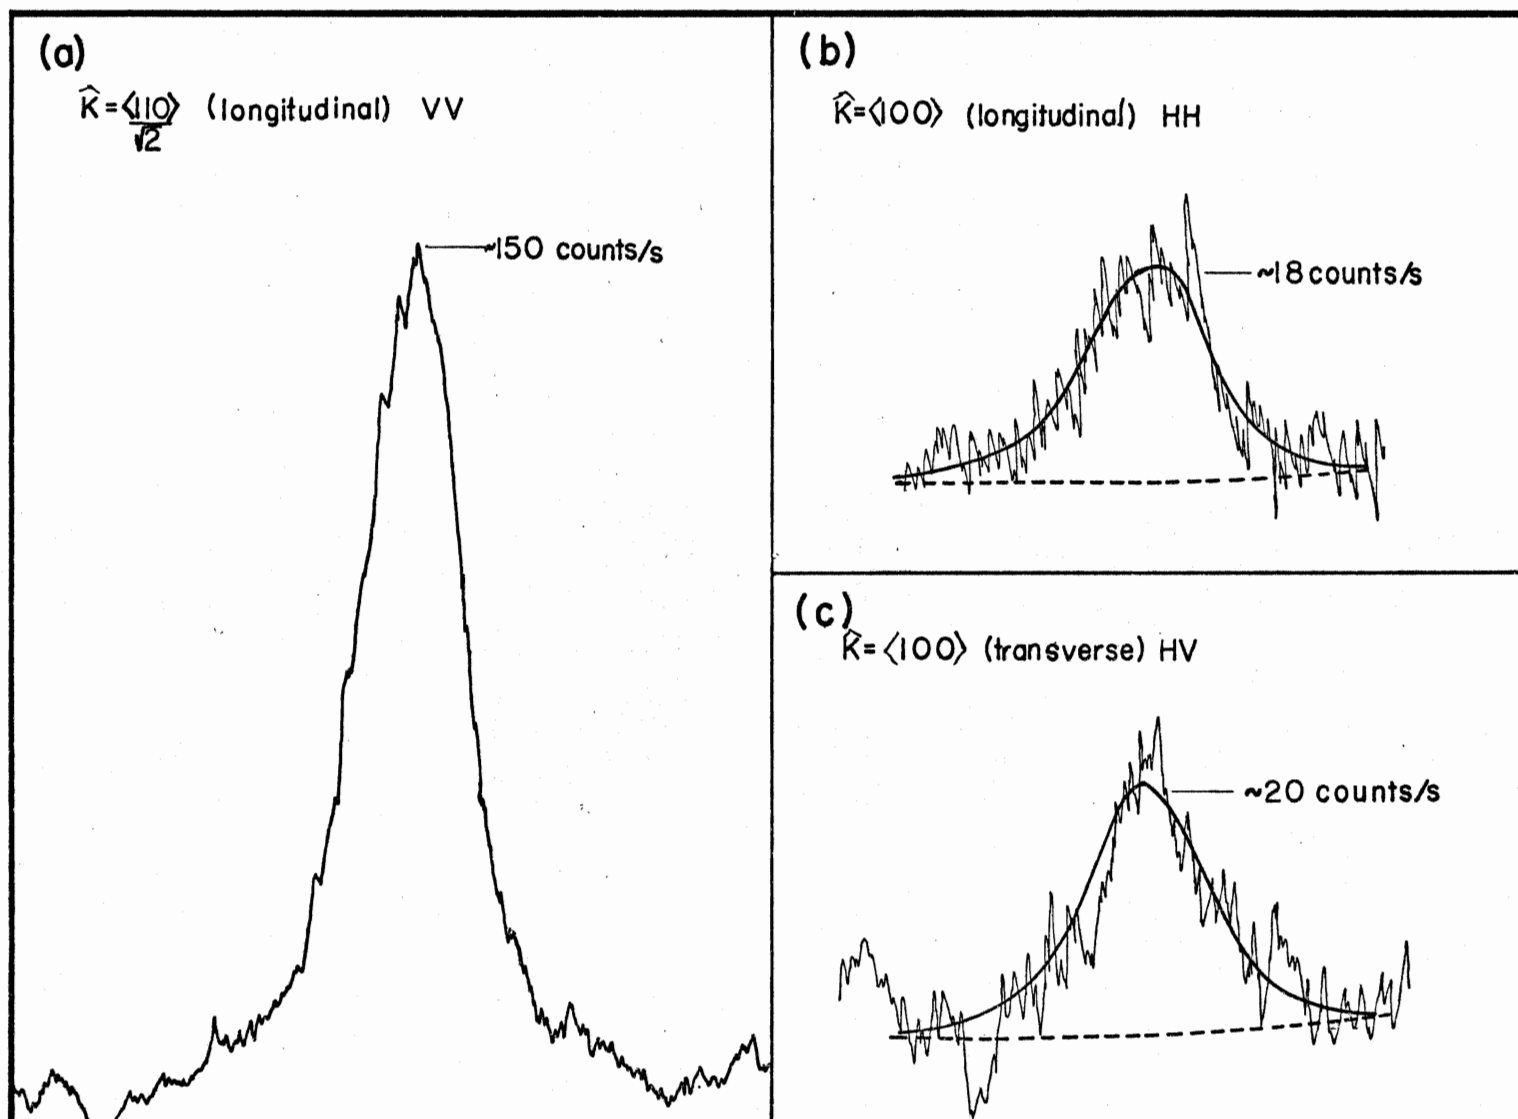 (a)
K̂=<110> (longitudinal) VV
√2
~150 counts/s
(b)
K̂=<100> (longitudinal) HH
~18 counts/s
(c)
K̂=<100> (transverse) HV
~20 counts/s